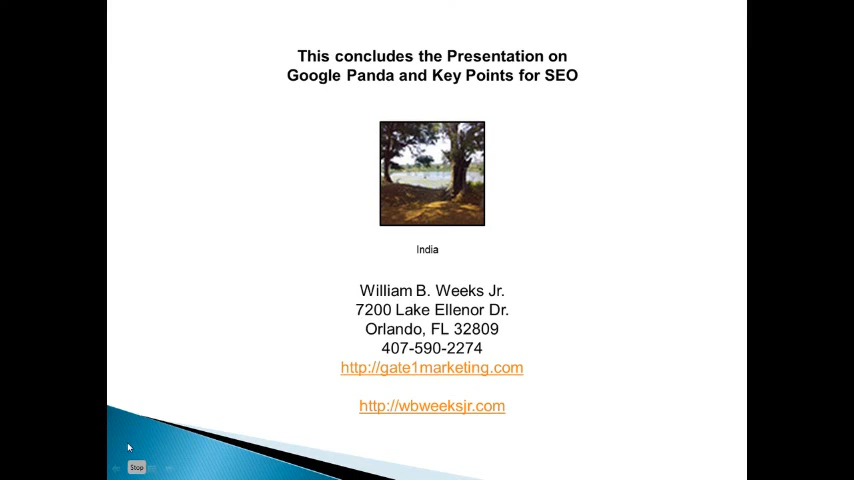 This concludes the Presentation on
Google Panda and Key Points for SEO
India
William B. Weeks Jr.
7200 Lake Ellenor Dr.
Orlando, FL 32809
407-590-2274
http://gate1marketing.com
http://wbweeksjr.com
Stop